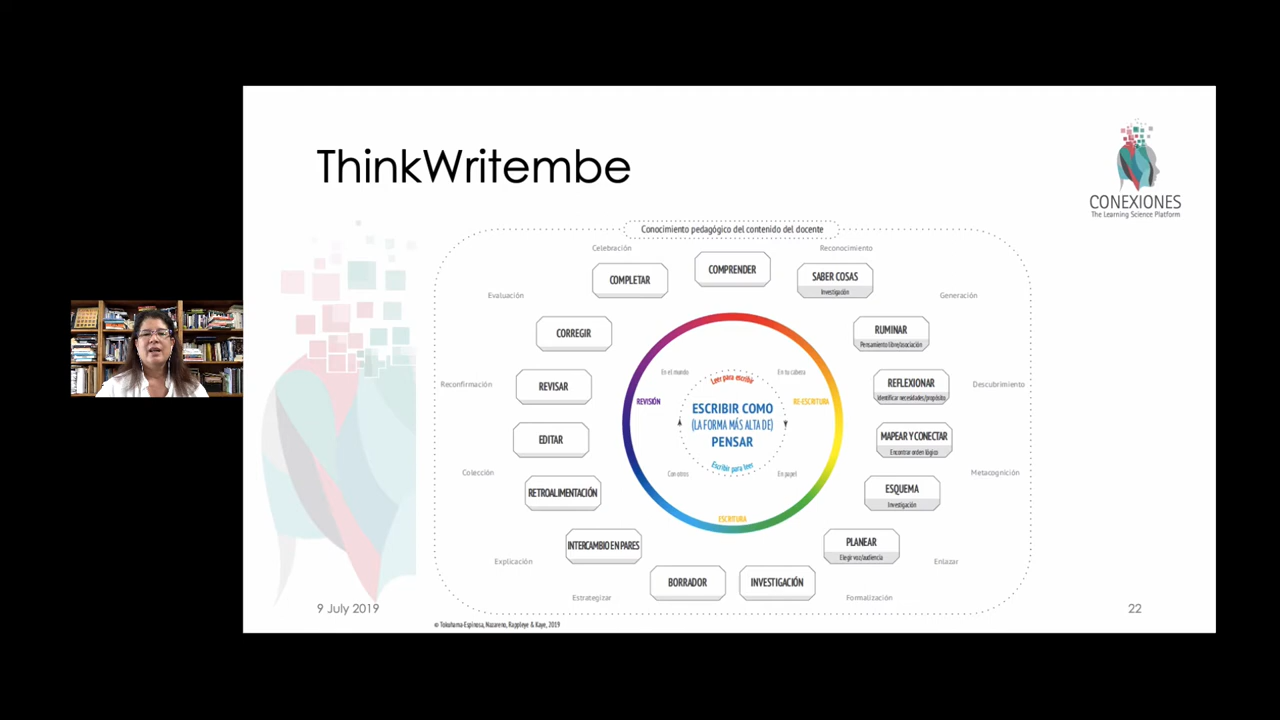 ThinkWritembe
CONEXIONES
The Learning Science Platform
Conocimiento pedagógico del contenido del docente
Celebración
Reconocimiento
COMPLETAR
COMPRENDER
SABER COSAS
Investigación
Evaluación
Generación
CORREGIR
RUMINAR
Pensamiento libre/asociación
Reconfirmación
REVISAR
REFLEXIONAR
Identificar necesidades/propósito
Descubrimiento
EDITAR
MAPEAR Y CONECTAR
Encontrar orden lógico
Colección
Metacognición
RETROALIMENTACIÓN
ESQUEMA
Investigación
INTERCAMBIO EN PARES
PLANEAR
Elegir voz/audiencia
Explicación
Enlazar
BORRADOR
INVESTIGACIÓN
Estrategizar
Formalización
En el mundo
En tu cabeza
Leer para escribir
REVISIÓN
RE-ESCRITURA
ESCRIBIR COMO
(LA FORMA MÁS ALTA DE)
PENSAR
Escribir para leer
Con otros
En papel
ESCRITURA
9 July 2019
22
© Tokuhama-Espinosa, Nazareno, Rappleye & Kaye, 2019